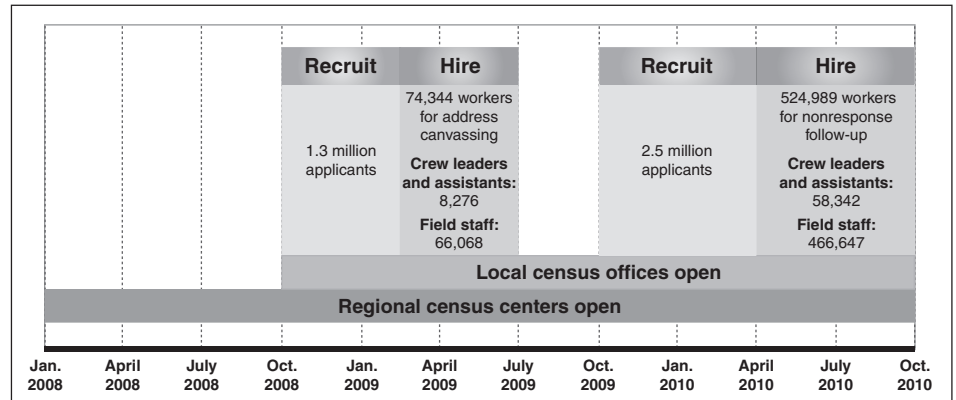 Recruit
Hire
1.3 million
applicants
74,344 workers
for address
canvassing
Crew leaders
and assistants:
8,276
Field staff:
66,068
Recruit
Hire
2.5 million
applicants
524,989 workers
for nonresponse
follow-up
Crew leaders
and assistants:
58,342
Field staff:
466,647
Local census offices open
Regional census centers open
Jan.
2008
April
2008
July
2008
Oct.
2008
Jan.
2009
April
2009
July
2009
Oct.
2009
Jan.
2010
April
2010
July
2010
Oct.
2010